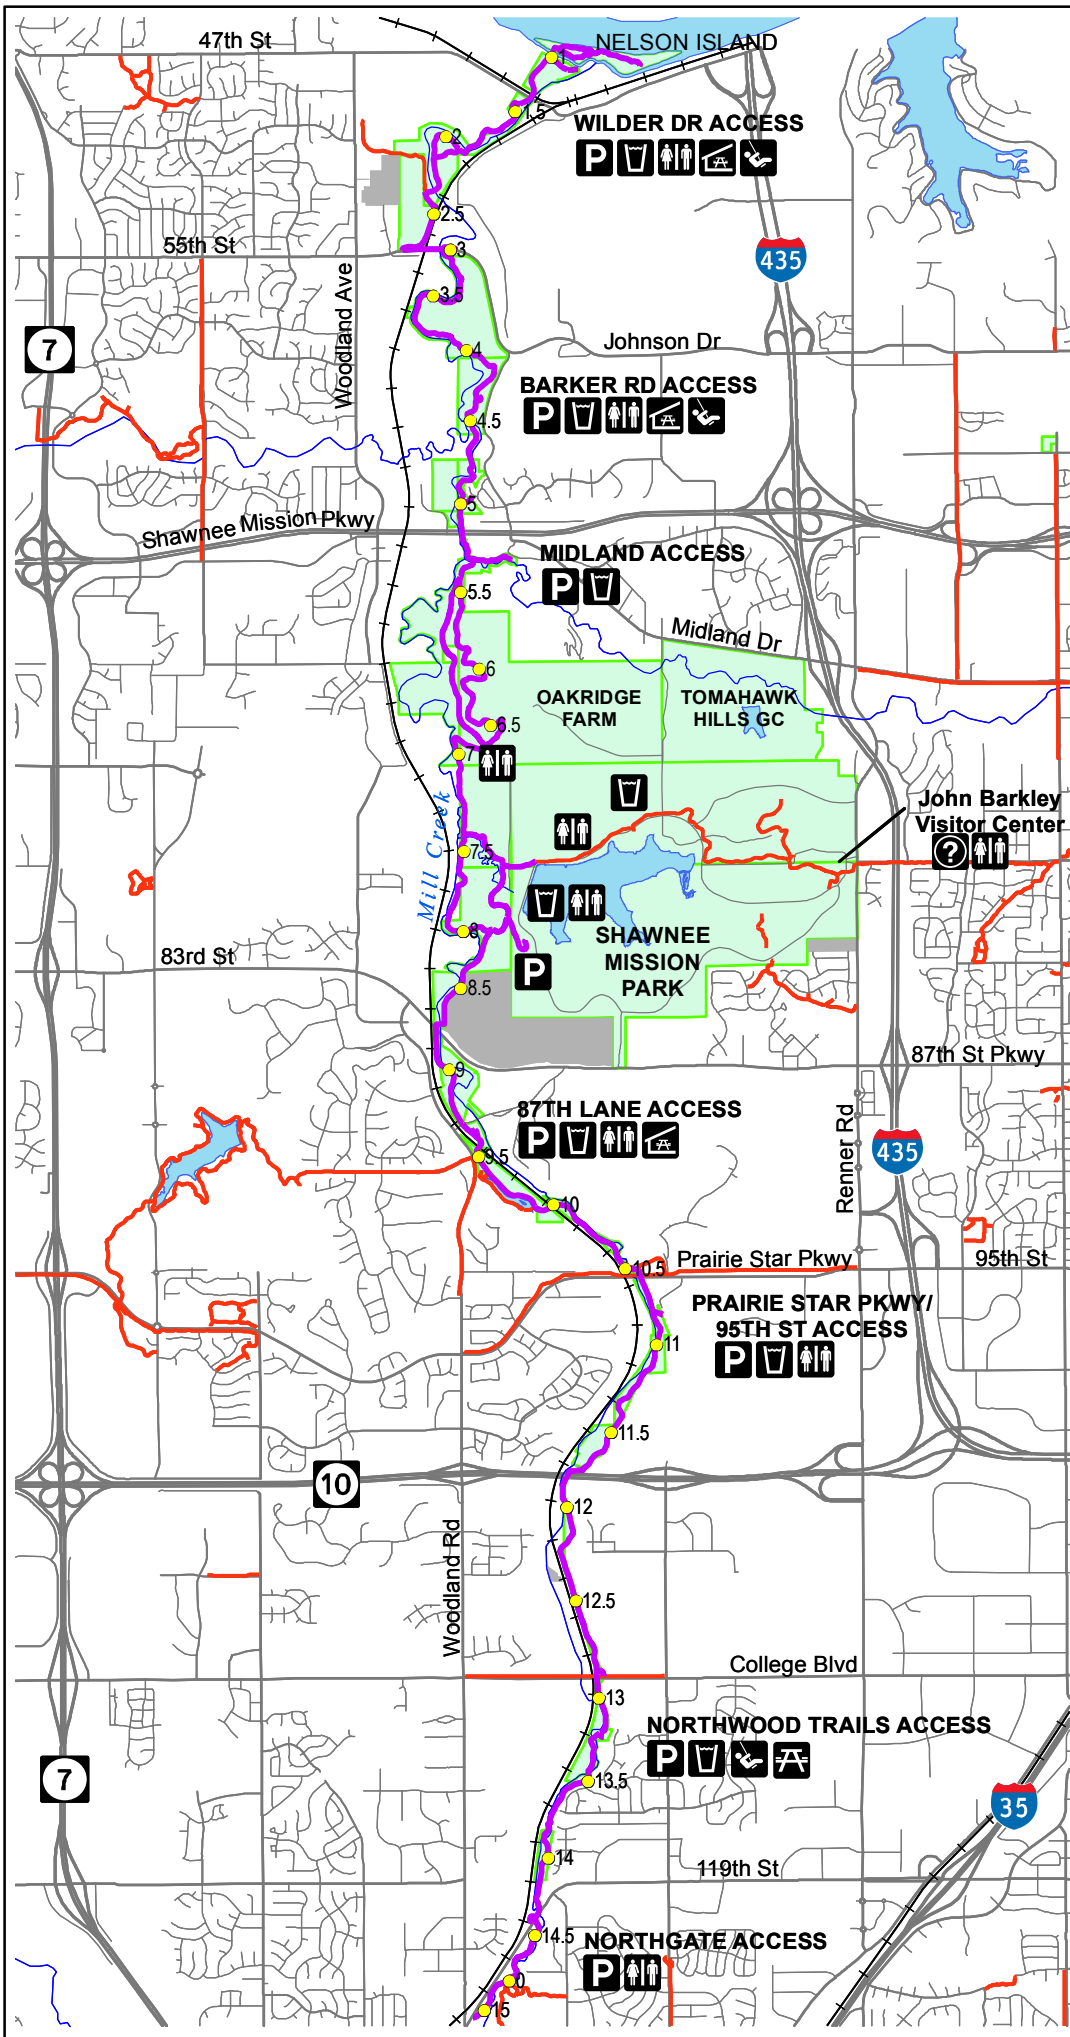 47th St
NELSON ISLAND
1
1.5
WILDER DR ACCESS
P
2
2.5
55th St
3
435
3.5
Woodland Ave
7
Johnson Dr
4
BARKER RD ACCESS
P
4.5
5
Shawnee Mission Pkwy
MIDLAND ACCESS
P
5.5
Midland Dr
6
OAKRIDGE
FARM
TOMAHAWK
HILLS GC
6.5
7
John Barkley
Visitor Center
?
Mill Creek
7.5
8
SHAWNEE
MISSION
PARK
83rd St
P
8.5
87th St Pkwy
9
87TH LANE ACCESS
P
Renner Rd
435
9.5
10
Prairie Star Pkwy
95th St
10.5
PRAIRIE STAR PKWY/
95TH ST ACCESS
P
11
11.5
10
12
Woodland Rd
12.5
College Blvd
13
NORTHWOOD TRAILS ACCESS
P
7
13.5
35
14
119th St
14.5
NORTHGATE ACCESS
P
0
15